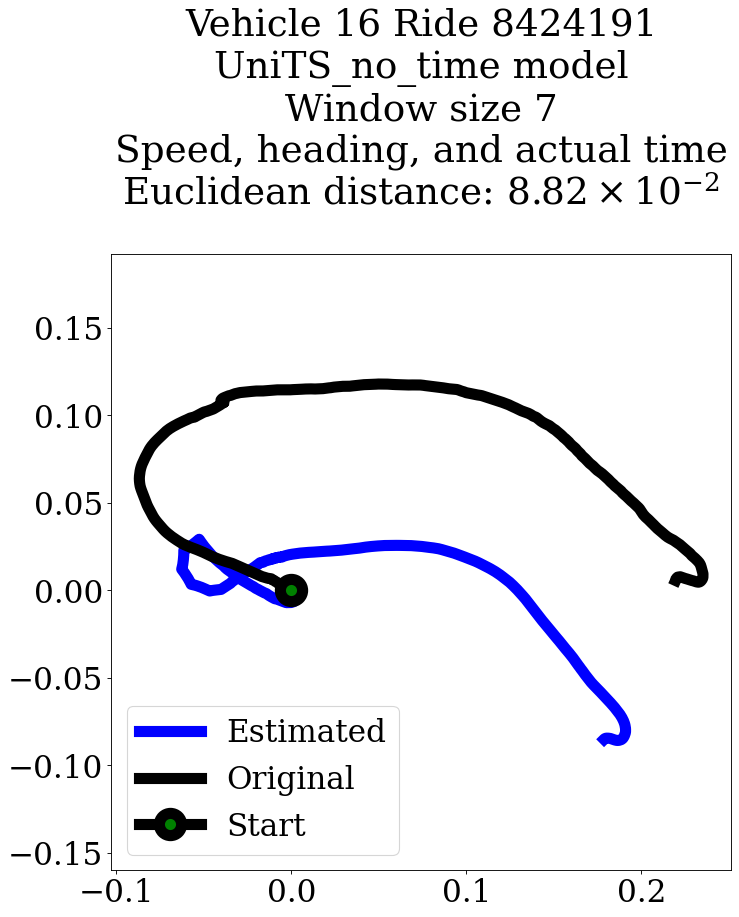 Vehicle 16 Ride 8424191
UniTS_no_time model
Window size 7
Speed, heading, and actual time
Euclidean distance: 8.82 × 10⁻²
0.15
0.10
0.05
0.00
−0.05
−0.10
−0.15
−0.1
0.0
0.1
0.2
Estimated
Original
Start